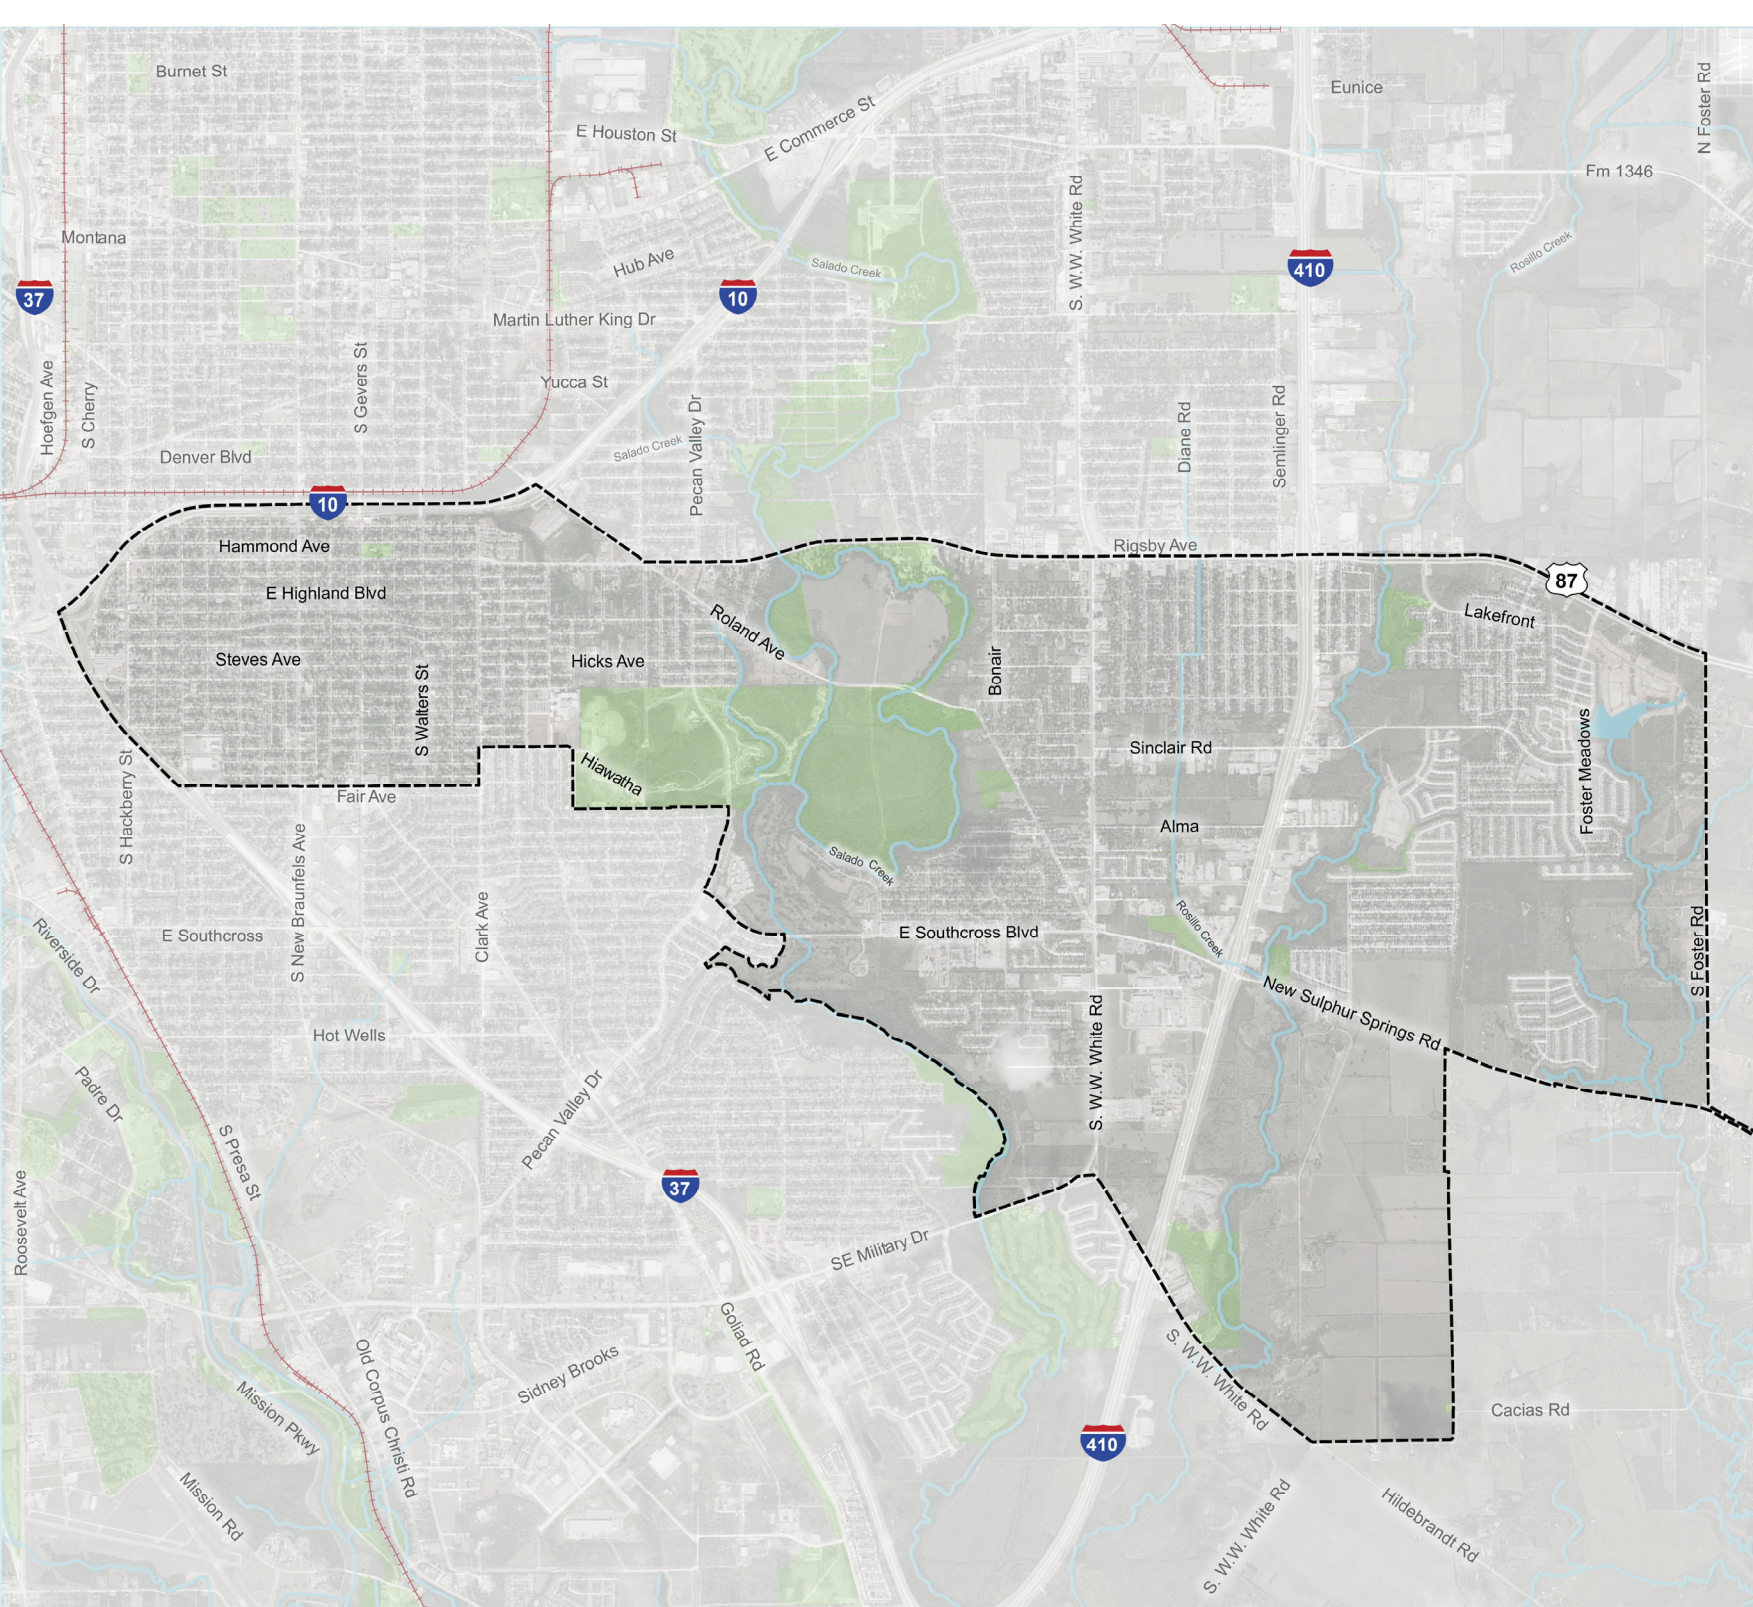 Burnet St
Eunice
N Foster Rd
E Houston St
E Commerce St
Fm 1346
S. W.W. White Rd
Montana
Hub Ave
Salado Creek
Rosillo Creek
37
10
410
Martin Luther King Dr
Hoefgen Ave
S Cherry
S Gevers St
Yucca St
Pecan Valley Dr
Salado Creek
Diane Rd
Semlinger Rd
Denver Blvd
10
Hammond Ave
Rigsby Ave
87
E Highland Blvd
Lakefront
Roland Ave
Steves Ave
Hicks Ave
Bonair
S Walters St
Foster Meadows
Sinclair Rd
Hiawatha
S Hackberry St
Fair Ave
Alma
Salado Creek
S New Braunfels Ave
Clark Ave
E Southcross
E Southcross Blvd
Rosillo Creek
S Foster Rd
Riverside Dr
New Sulphur Springs Rd
Hot Wells
S. W.W. White Rd
Padre Dr
Pecan Valley Dr
S Presa St
37
Roosevelt Ave
SE Military Dr
Goliad Rd
Old Corpus Christi Rd
Sidney Brooks
S. W.W. White Rd
Mission Pkwy
Cacias Rd
410
Mission Rd
S. W.W. White Rd
Hildebrandt Rd